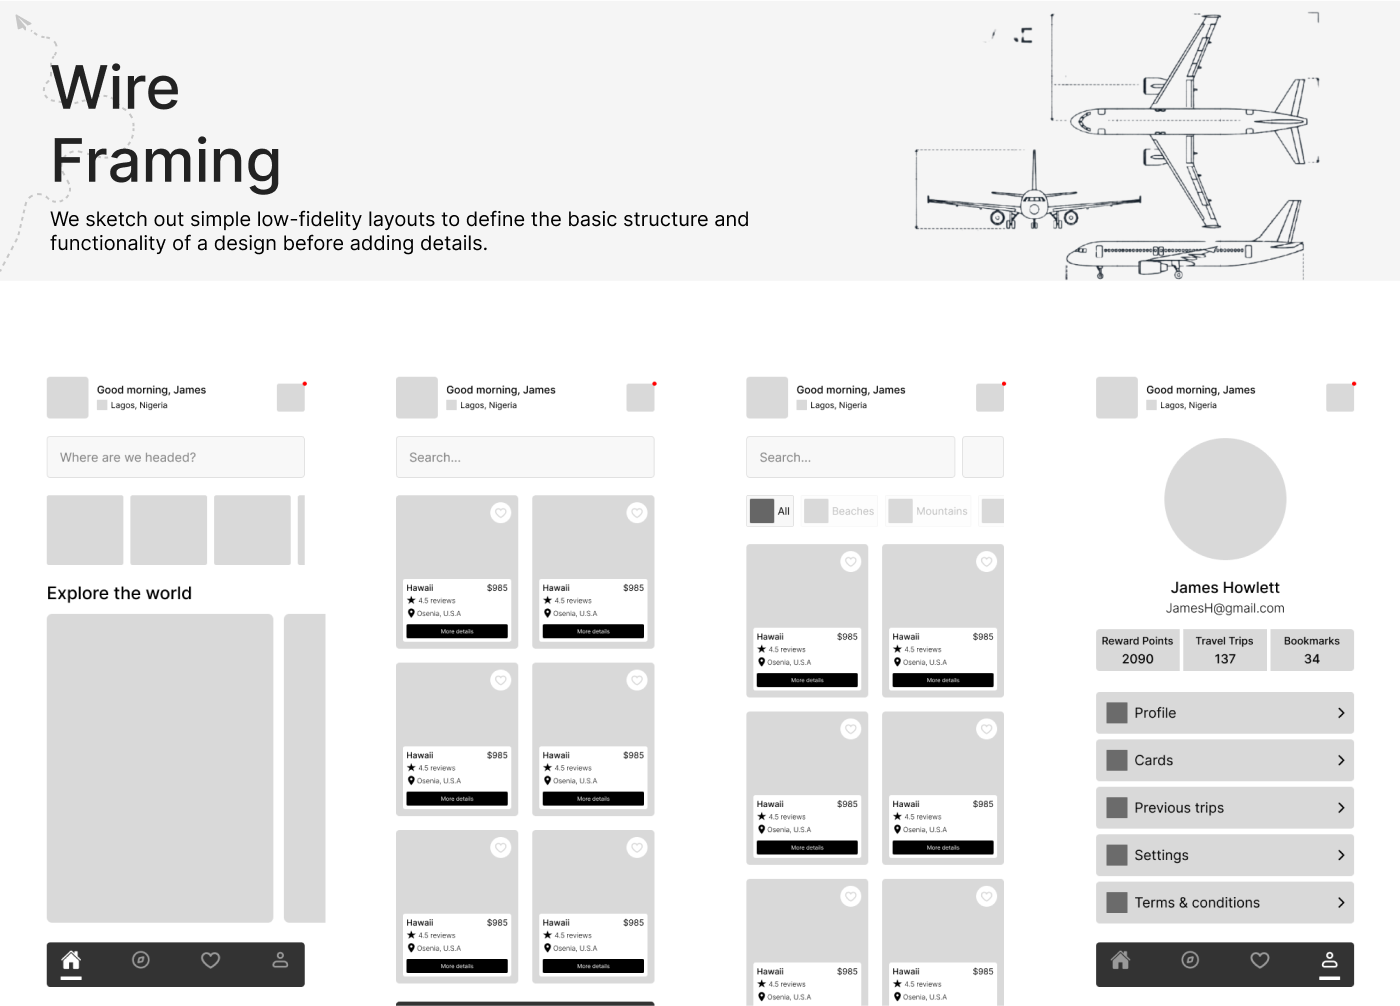 Wire
Framing
We sketch out simple low-fidelity layouts to define the basic structure and
functionality of a design before adding details.
Good morning, James
Lagos, Nigeria
Where are we headed?
Explore the world
Good morning, James
Lagos, Nigeria
Search...
Hawaii $985
4.5 reviews
Osenia, U.S.A
More details
Hawaii $985
4.5 reviews
Osenia, U.S.A
More details
Hawaii $985
4.5 reviews
Osenia, U.S.A
More details
Hawaii $985
4.5 reviews
Osenia, U.S.A
More details
Hawaii $985
4.5 reviews
Osenia, U.S.A
More details
Hawaii $985
4.5 reviews
Osenia, U.S.A
More details
Good morning, James
Lagos, Nigeria
Search...
All Beaches Mountains
Hawaii $985
4.5 reviews
Osenia, U.S.A
More details
Hawaii $985
4.5 reviews
Osenia, U.S.A
More details
Hawaii $985
4.5 reviews
Osenia, U.S.A
More details
Hawaii $985
4.5 reviews
Osenia, U.S.A
More details
Hawaii $985
4.5 reviews
Osenia, U.S.A
Hawaii $985
4.5 reviews
Osenia, U.S.A
Good morning, James
Lagos, Nigeria
James Howlett
JamesH@gmail.com
Reward Points Travel Trips Bookmarks
2090 137 34
Profile
Cards
Previous trips
Settings
Terms & conditions